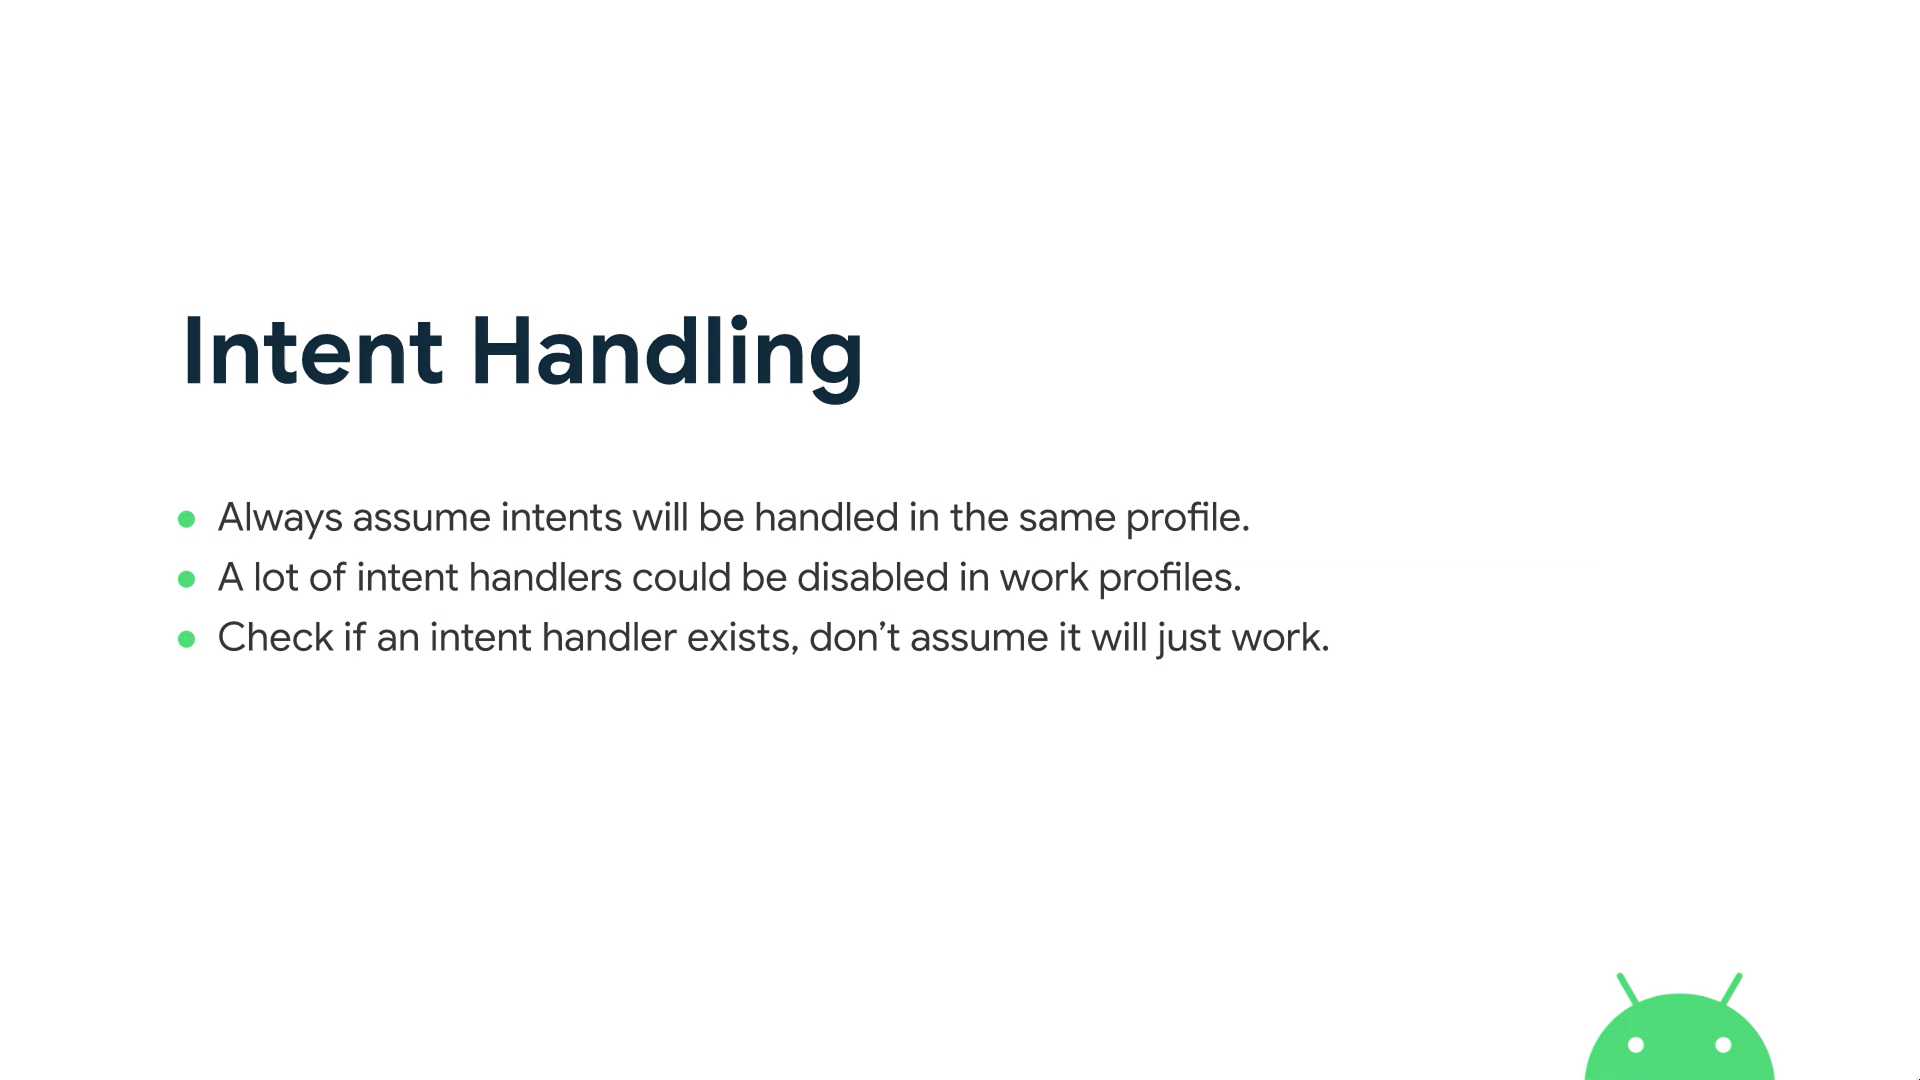 Intent Handling
Always assume intents will be handled in the same profile.
A lot of intent handlers could be disabled in work profiles.
Check if an intent handler exists, don’t assume it will just work.